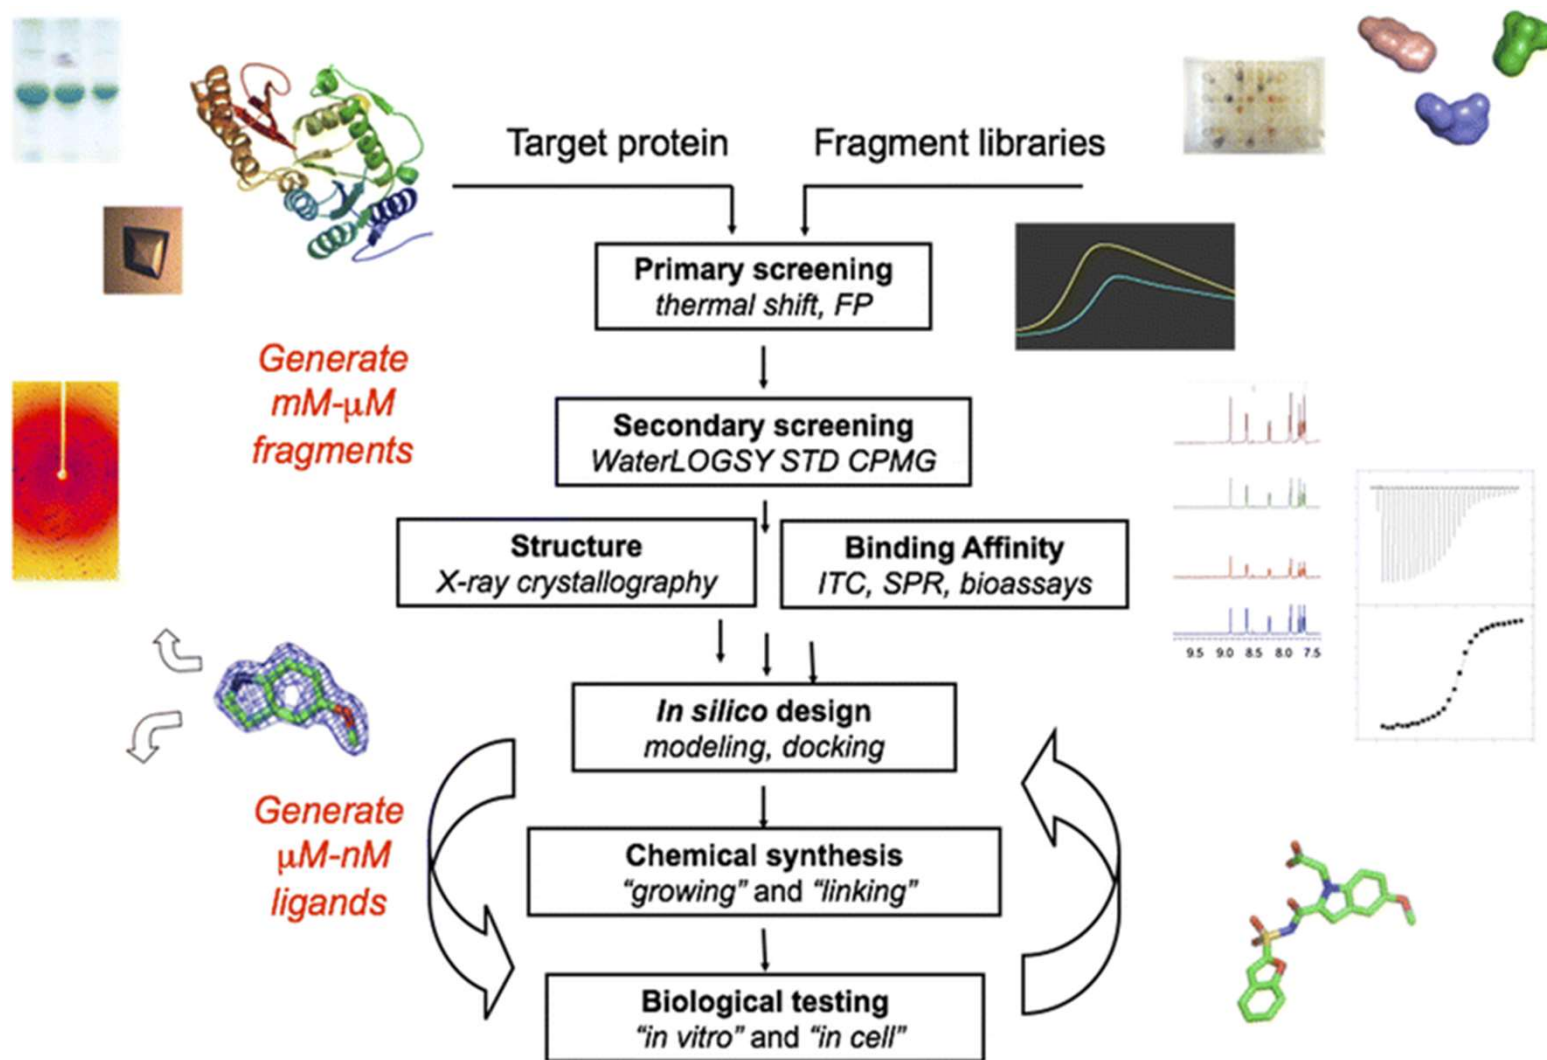 Target protein
Fragment libraries
Primary screening
thermal shift, FP
Generate
mM-μM
fragments
Secondary screening
WaterLOGSY STD CPMG
Structure
X-ray crystallography
Binding Affinity
ITC, SPR, bioassays
9.5 9.0 8.5 8.0 7.5
In silico design
modeling, docking
Generate
μM-nM
ligands
Chemical synthesis
“growing” and “linking”
Biological testing
“in vitro” and “in cell”